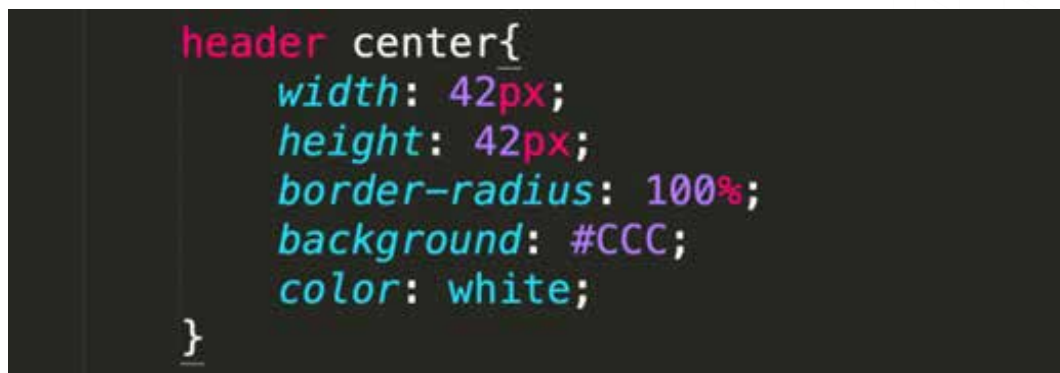 header center{
width: 42px;
height: 42px;
border-radius: 100%;
background: #CCC;
color: white;
}